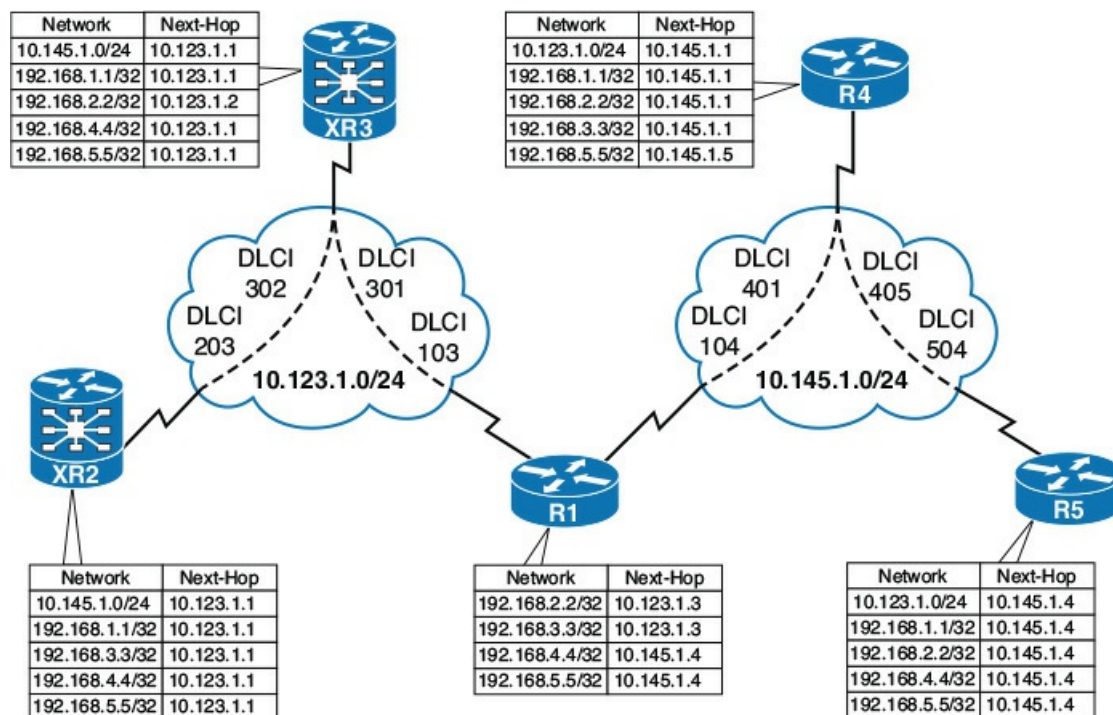 Network Next-Hop
10.145.1.0/24 10.123.1.1
192.168.1.1/32 10.123.1.1
192.168.2.2/32 10.123.1.2
192.168.4.4/32 10.123.1.1
192.168.5.5/32 10.123.1.1
XR3
Network Next-Hop
10.123.1.0/24 10.145.1.1
192.168.1.1/32 10.145.1.1
192.168.2.2/32 10.145.1.1
192.168.3.3/32 10.145.1.1
192.168.5.5/32 10.145.1.5
R4
DLCI
302
DLCI
301
DLCI
203
DLCI
103
10.123.1.0/24
DLCI
401
DLCI
405
DLCI
104
DLCI
504
10.145.1.0/24
XR2
R1
R5
Network Next-Hop
10.145.1.0/24 10.123.1.1
192.168.1.1/32 10.123.1.1
192.168.3.3/32 10.123.1.1
192.168.4.4/32 10.123.1.1
192.168.5.5/32 10.123.1.1
Network Next-Hop
192.168.2.2/32 10.123.1.3
192.168.3.3/32 10.123.1.3
192.168.4.4/32 10.145.1.4
192.168.5.5/32 10.145.1.4
Network Next-Hop
10.123.1.0/24 10.145.1.4
192.168.1.1/32 10.145.1.4
192.168.2.2/32 10.145.1.4
192.168.4.4/32 10.145.1.4
192.168.5.5/32 10.145.1.4